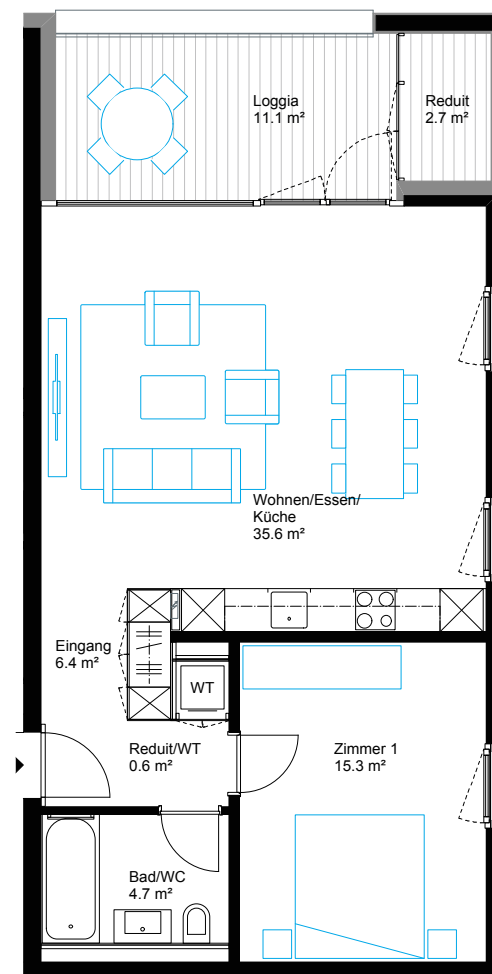 Loggia
11.1 m²
Reduit
2.7 m²
Wohnen/Essen/
Küche
35.6 m²
Eingang
6.4 m²
WT
Reduit/WT
0.6 m²
Zimmer 1
15.3 m²
Bad/WC
4.7 m²